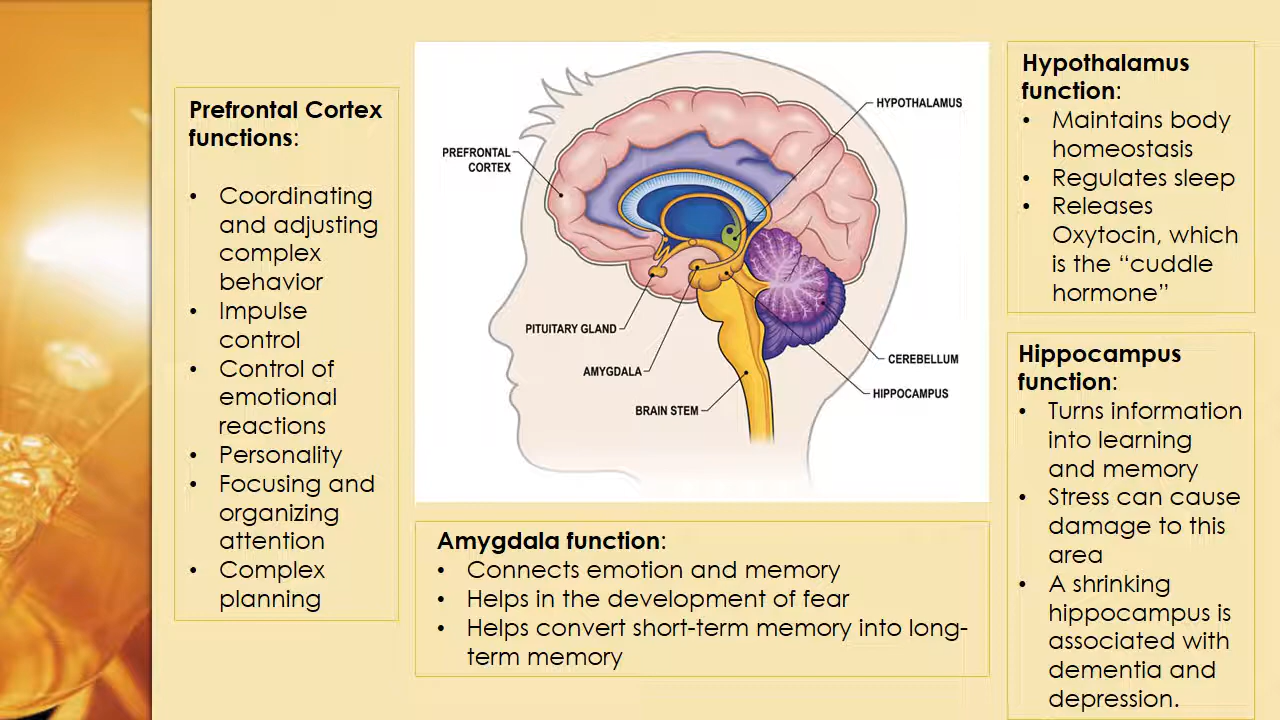 Prefrontal Cortex
functions:
• Coordinating
and adjusting
complex
behavior
• Impulse
control
• Control of
emotional
reactions
• Personality
• Focusing and
organizing
attention
• Complex
planning
HYPOTHALAMUS
PREFRONTAL
CORTEX
PITUITARY GLAND
AMYGDALA
BRAIN STEM
CEREBELLUM
HIPPOCAMPUS
Amygdala function:
• Connects emotion and memory
• Helps in the development of fear
• Helps convert short-term memory into long-
term memory
Hypothalamus
function:
• Maintains body
homeostasis
• Regulates sleep
• Releases
Oxytocin, which
is the “cuddle
hormone”
Hippocampus
function:
• Turns information
into learning
and memory
• Stress can cause
damage to this
area
• A shrinking
hippocampus is
associated with
dementia and
depression.